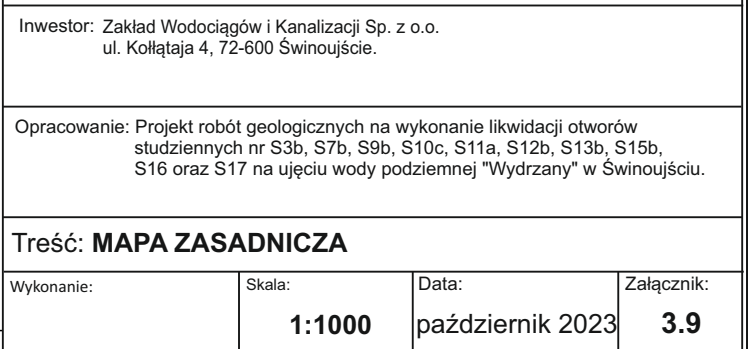 Inwestor: Zakład Wodociągów i Kanalizacji Sp. z o.o.
ul. Kołłątaja 4, 72-600 Świnoujście.
Opracowanie: Projekt robót geologicznych na wykonanie likwidacji otworów
studziennych nr S3b, S7b, S9b, S10c, S11a, S12b, S13b, S15b,
S16 oraz S17 na ujęciu wody podziemnej "Wydrzany" w Świnoujściu.
Treść: MAPA ZASADNICZA
Wykonanie: Skala: Data: Załącznik:
1:1000 październik 2023 3.9